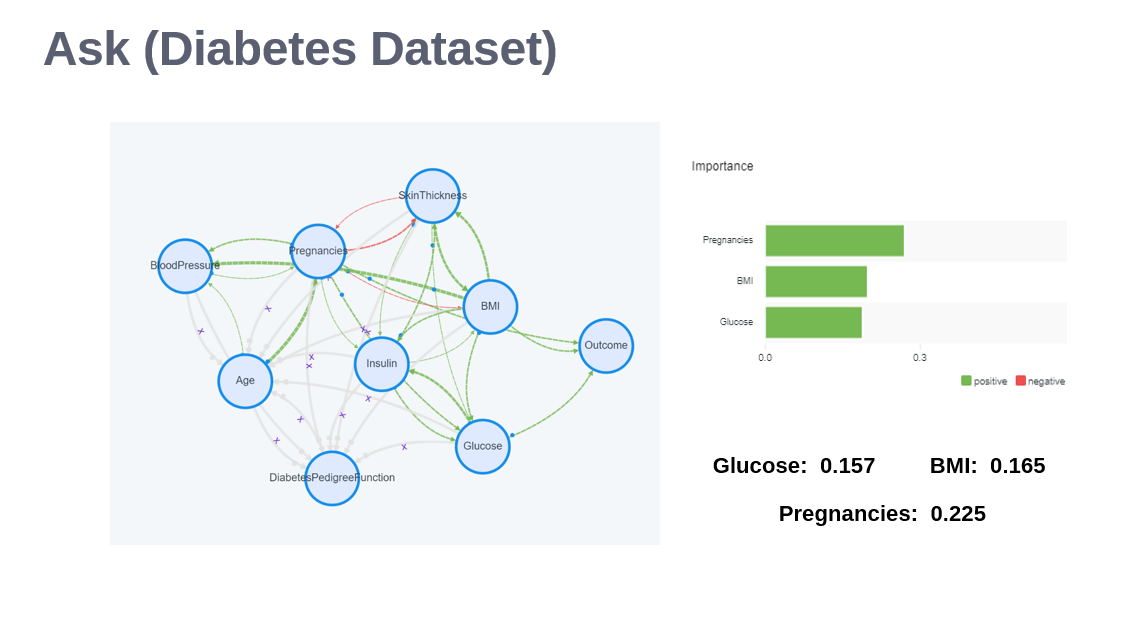 Ask (Diabetes Dataset)
SkinThickness
Pregnancies
BloodPressure
BMI
Outcome
Insulin
Age
Glucose
DiabetesPedigreeFunction
Importance
Pregnancies
BMI
Glucose
0.0 0.3
positive negative
Glucose: 0.157 BMI: 0.165
Pregnancies: 0.225